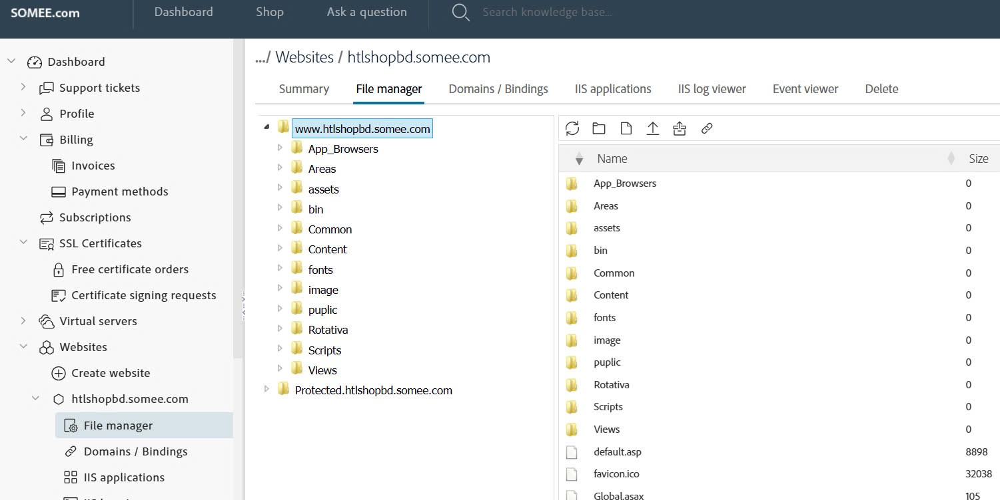 SOMEE.com
Dashboard
Shop
Ask a question
Search knowledge base...
Dashboard
Support tickets
Profile
Billing
Invoices
Payment methods
Subscriptions
SSL Certificates
Free certificate orders
Certificate signing requests
Virtual servers
Websites
Create website
htlshopbd.somee.com
File manager
Domains / Bindings
IIS applications
.../ Websites / htlshopbd.somee.com
Summary
File manager
Domains / Bindings
IIS applications
IIS log viewer
Event viewer
Delete
www.htlshopbd.somee.com
App_Browsers
Areas
assets
bin
Common
Content
fonts
image
puplic
Rotativa
Scripts
Views
Protected.htlshopbd.somee.com
Name Size
App_Browsers 0
Areas 0
assets 0
bin 0
Common 0
Content 0
fonts 0
image 0
puplic 0
Rotativa 0
Scripts 0
Views 0
default.asp 8898
favicon.ico 32038
Global.asax 105